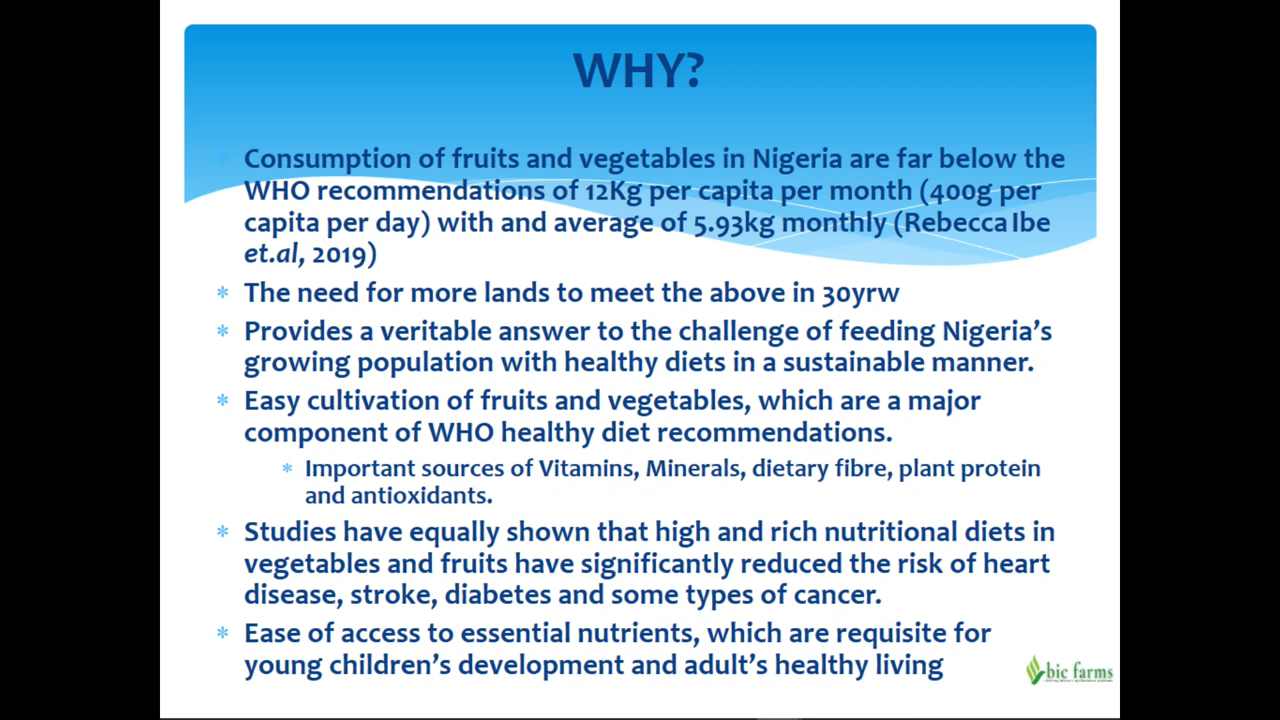 WHY?
Consumption of fruits and vegetables in Nigeria are far below the
WHO recommendations of 12Kg per capita per month (400g per
capita per day) with and average of 5.93kg monthly (Rebecca Ibe
et.al, 2019)
The need for more lands to meet the above in 30yrw
Provides a veritable answer to the challenge of feeding Nigeria's
growing population with healthy diets in a sustainable manner.
Easy cultivation of fruits and vegetables, which are a major
component of WHO healthy diet recommendations.
Important sources of Vitamins, Minerals, dietary fibre, plant protein
and antioxidants.
Studies have equally shown that high and rich nutritional diets in
vegetables and fruits have significantly reduced the risk of heart
disease, stroke, diabetes and some types of cancer.
Ease of access to essential nutrients, which are requisite for
young children's development and adult's healthy living
bic farms